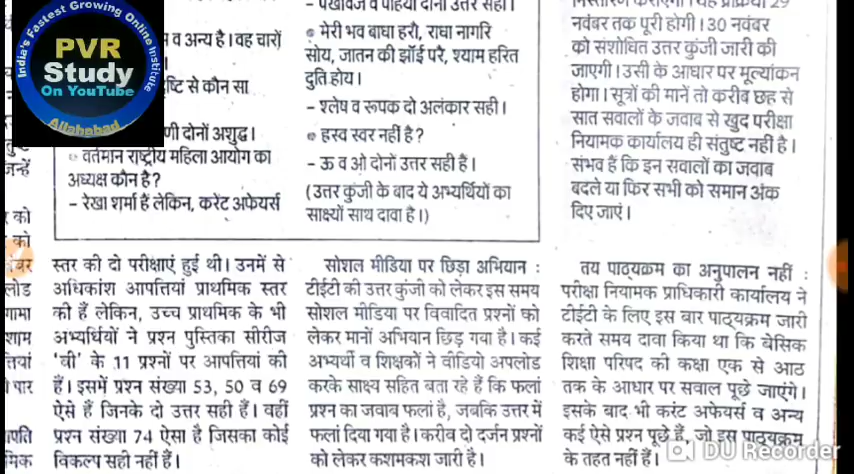 India's Fastest Growing Online Institute
PVR
Study
On YouTube
Allahabad
म व अन्य है। वह चारों
ष्टि से कौन सा
णी दोनों अशुद्ध।
वर्तमान राष्ट्रीय महिला आयोग का
अध्यक्ष कौन है?
- रेखा शर्मा हैं लेकिन, करेंट अफेयर्स
- पखावज व पहिया दोनों उत्तर सही।
मेरी भव बाधा हरौ, राधा नागरि
सोय, जातन की झाँई परै, श्याम हरित
दुति होय।
- श्लेष व रूपक दो अलंकार सही।
हस्व स्वर नहीं है?
- ऊ व ओ दोनों उत्तर सही हैं।
(उत्तर कुंजी के बाद ये अभ्यर्थियों का
साक्ष्यों साथ दावा है।)
नवंबर तक पूरी होगी। 30 नवंबर
को संशोधित उत्तर कुंजी जारी की
जाएगी। उसी के आधार पर मूल्यांकन
होगा। सूत्रों की मानें तो करीब छह से
सात सवालों के जवाब से खुद परीक्षा
नियामक कार्यालय ही संतुष्ट नहीं है।
संभव हैं कि इन सवालों का जवाब
बदले या फिर सभी को समान अंक
दिए जाएं।
स्तर की दो परीक्षाएं हुई थी। उनमें से
अधिकांश आपत्तियां प्राथमिक स्तर
की हैं लेकिन, उच्च प्राथमिक के भी
अभ्यर्थियों ने प्रश्न पुस्तिका सीरीज
'बी' के 11 प्रश्नों पर आपत्तियां की
हैं। इसमें प्रश्न संख्या 53, 50 व 69
ऐसे हैं जिनके दो उत्तर सही हैं। वहीं
प्रश्न संख्या 74 ऐसा है जिसका कोई
विकल्प सही नहीं हैं।
सोशल मीडिया पर छिड़ा अभियान :
टीईटी की उत्तर कुंजी को लेकर इस समय
सोशल मीडिया पर विवादित प्रश्नों को
लेकर मानों अभियान छिड़ गया है। कई
अभ्यर्थी व शिक्षकों ने वीडियो अपलोड
करके साक्ष्य सहित बता रहे हैं कि फलां
प्रश्न का जवाब फलां है, जबकि उत्तर में
फलां दिया गया है। करीब दो दर्जन प्रश्नों
को लेकर कशमकश जारी है।
तय पाठ्यक्रम का अनुपालन नहीं :
परीक्षा नियामक प्राधिकारी कार्यालय ने
टीईटी के लिए इस बार पाठ्यक्रम जारी
करते समय दावा किया था कि बेसिक
शिक्षा परिषद की कक्षा एक से आठ
तक के आधार पर सवाल पूछे जाएंगे।
इसके बाद भी करंट अफेयर्स व अन्य
कई ऐसे प्रश्न पूछे हैं, जो इस पाठ्यक्रम
के तहत नहीं हैं।
DU Recorder